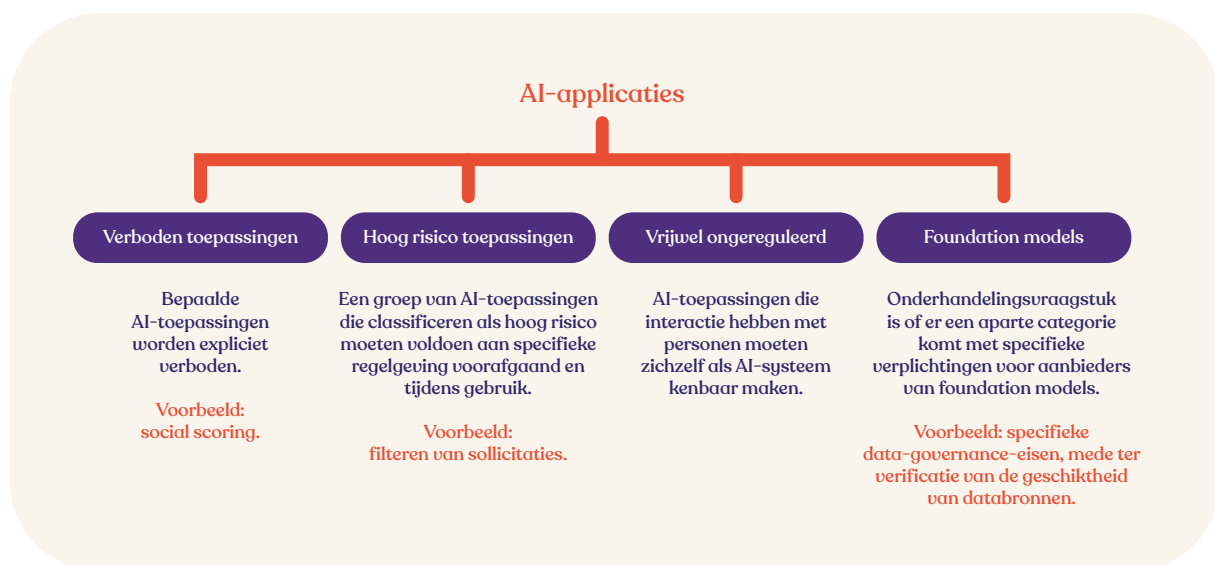 AI-applicaties
Verboden toepassingen
Bepaalde
AI-toepassingen
worden expliciet
verboden.
Voorbeeld:
social scoring.
Hoog risico toepassingen
Een groep van AI-toepassingen
die classificeren als hoog risico
moeten voldoen aan specifieke
regelgeving voorafgaand en
tijdens gebruik.
Voorbeeld:
filteren van sollicitaties.
Vrijwel ongereguleerd
AI-toepassingen die
interactie hebben met
personen moeten
zichzelf als AI-systeem
kenbaar maken.
Foundation models
Onderhandelingsvraagstuk
is of er een aparte categorie
komt met specifieke
verplichtingen voor aanbieders
van foundation models.
Voorbeeld: specifieke
data-governance-eisen, mede ter
verificatie van de geschiktheid
van databronnen.